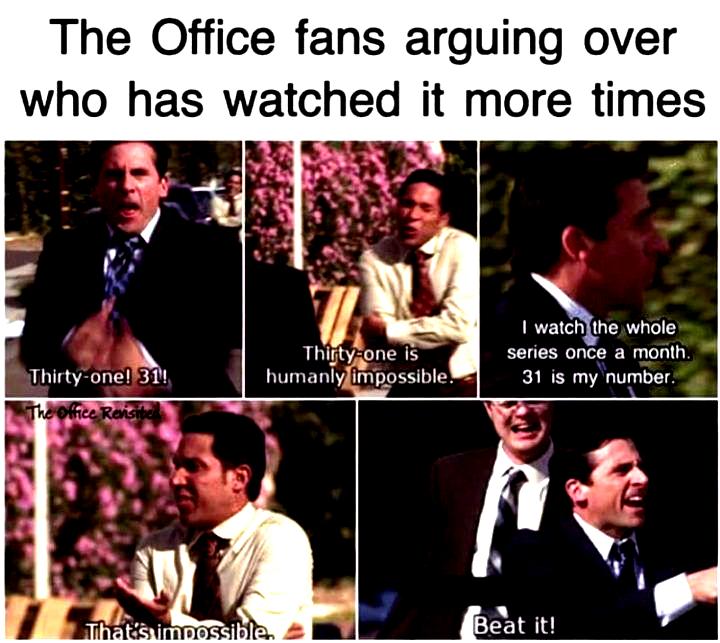 The Office fans arguing over
who has watched it more times
Thirty-one! 31!
Thirty-one is
humanly impossible.
I watch the whole
series once a month.
31 is my number.
The Office Revisited
That's impossible.
Beat it!